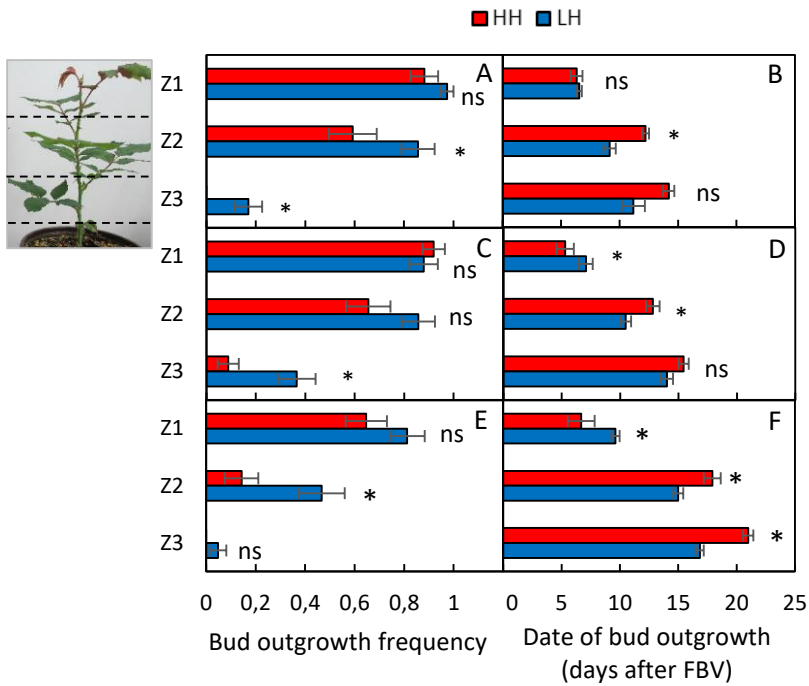 HH LH
Z1 A ns B ns
Z2 * *
Z3 * ns
Z1 C ns D *
Z2 ns *
Z3 * ns
Z1 E ns F *
Z2 * *
Z3 ns *
0 0,2 0,4 0,6 0,8 1 0 5 10 15 20 25
Bud outgrowth frequency Date of bud outgrowth
(days after FBV)